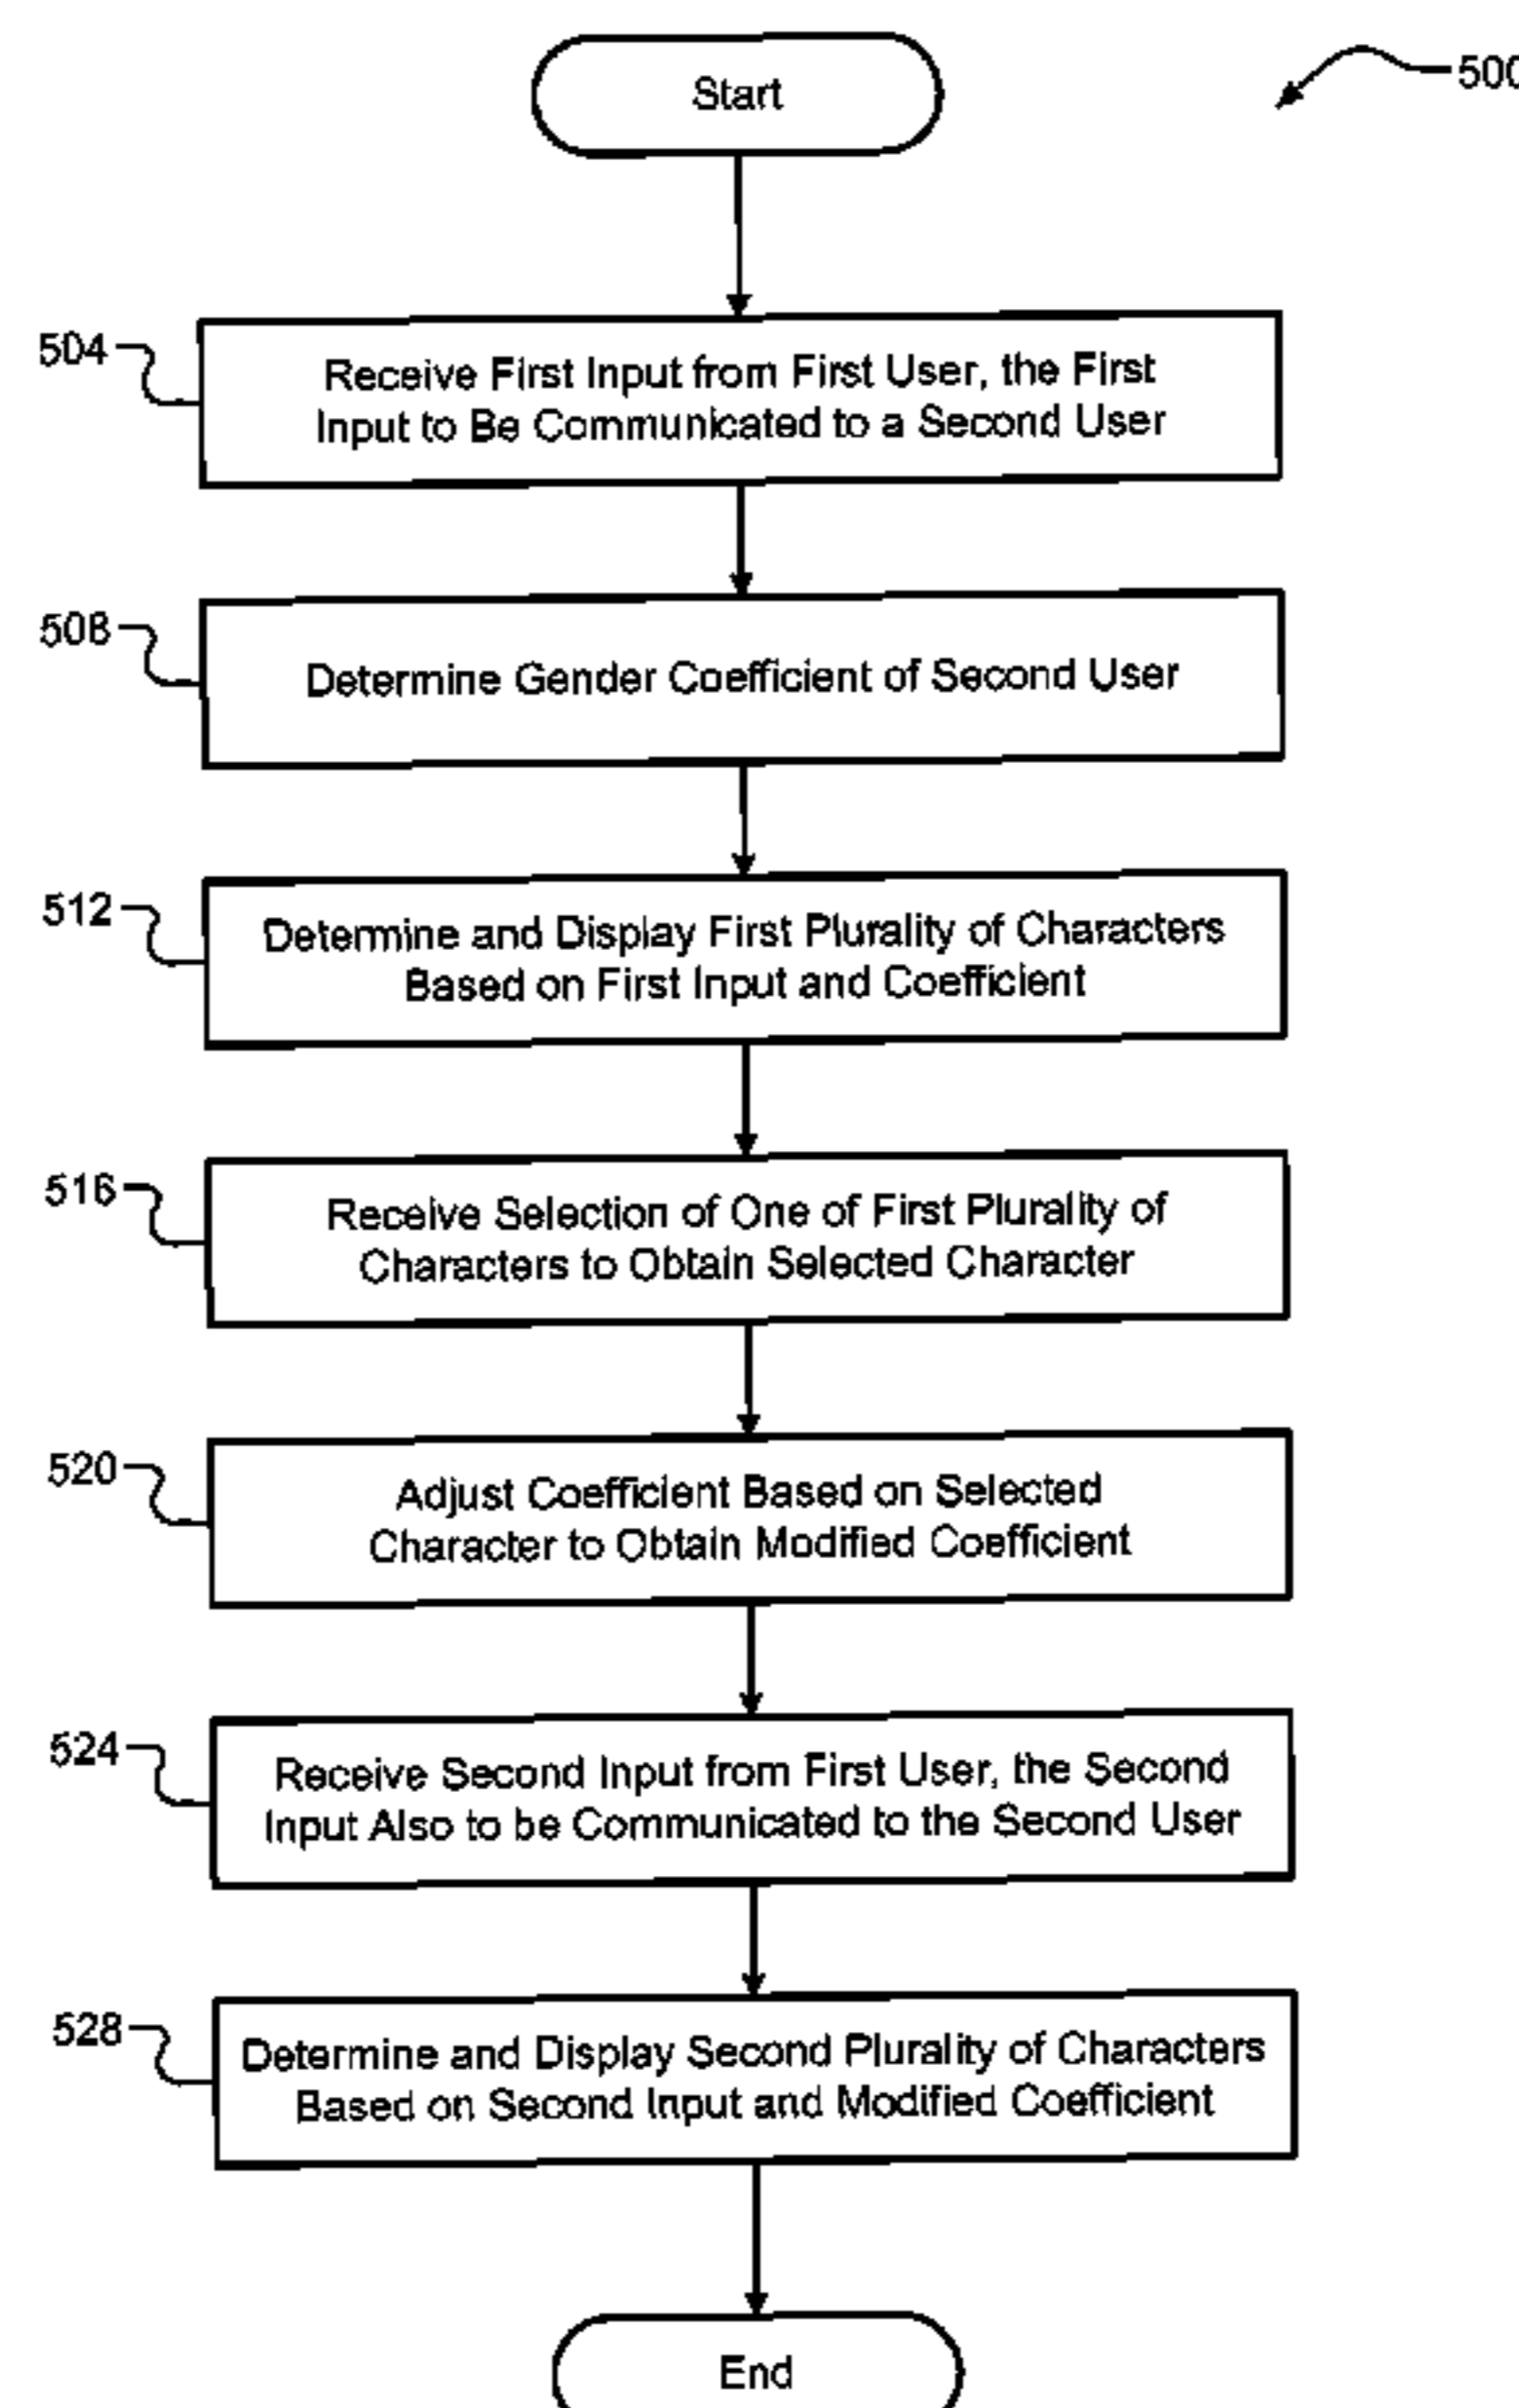 Start
500
504
Receive First Input from First User, the First
Input to Be Communicated to a Second User
508
Determine Gender Coefficient of Second User
512
Determine and Display First Plurality of Characters
Based on First Input and Coefficient
516
Receive Selection of One of First Plurality of
Characters to Obtain Selected Character
520
Adjust Coefficient Based on Selected
Character to Obtain Modified Coefficient
524
Receive Second Input from First User, the Second
Input Also to be Communicated to the Second User
528
Determine and Display Second Plurality of Characters
Based on Second Input and Modified Coefficient
End